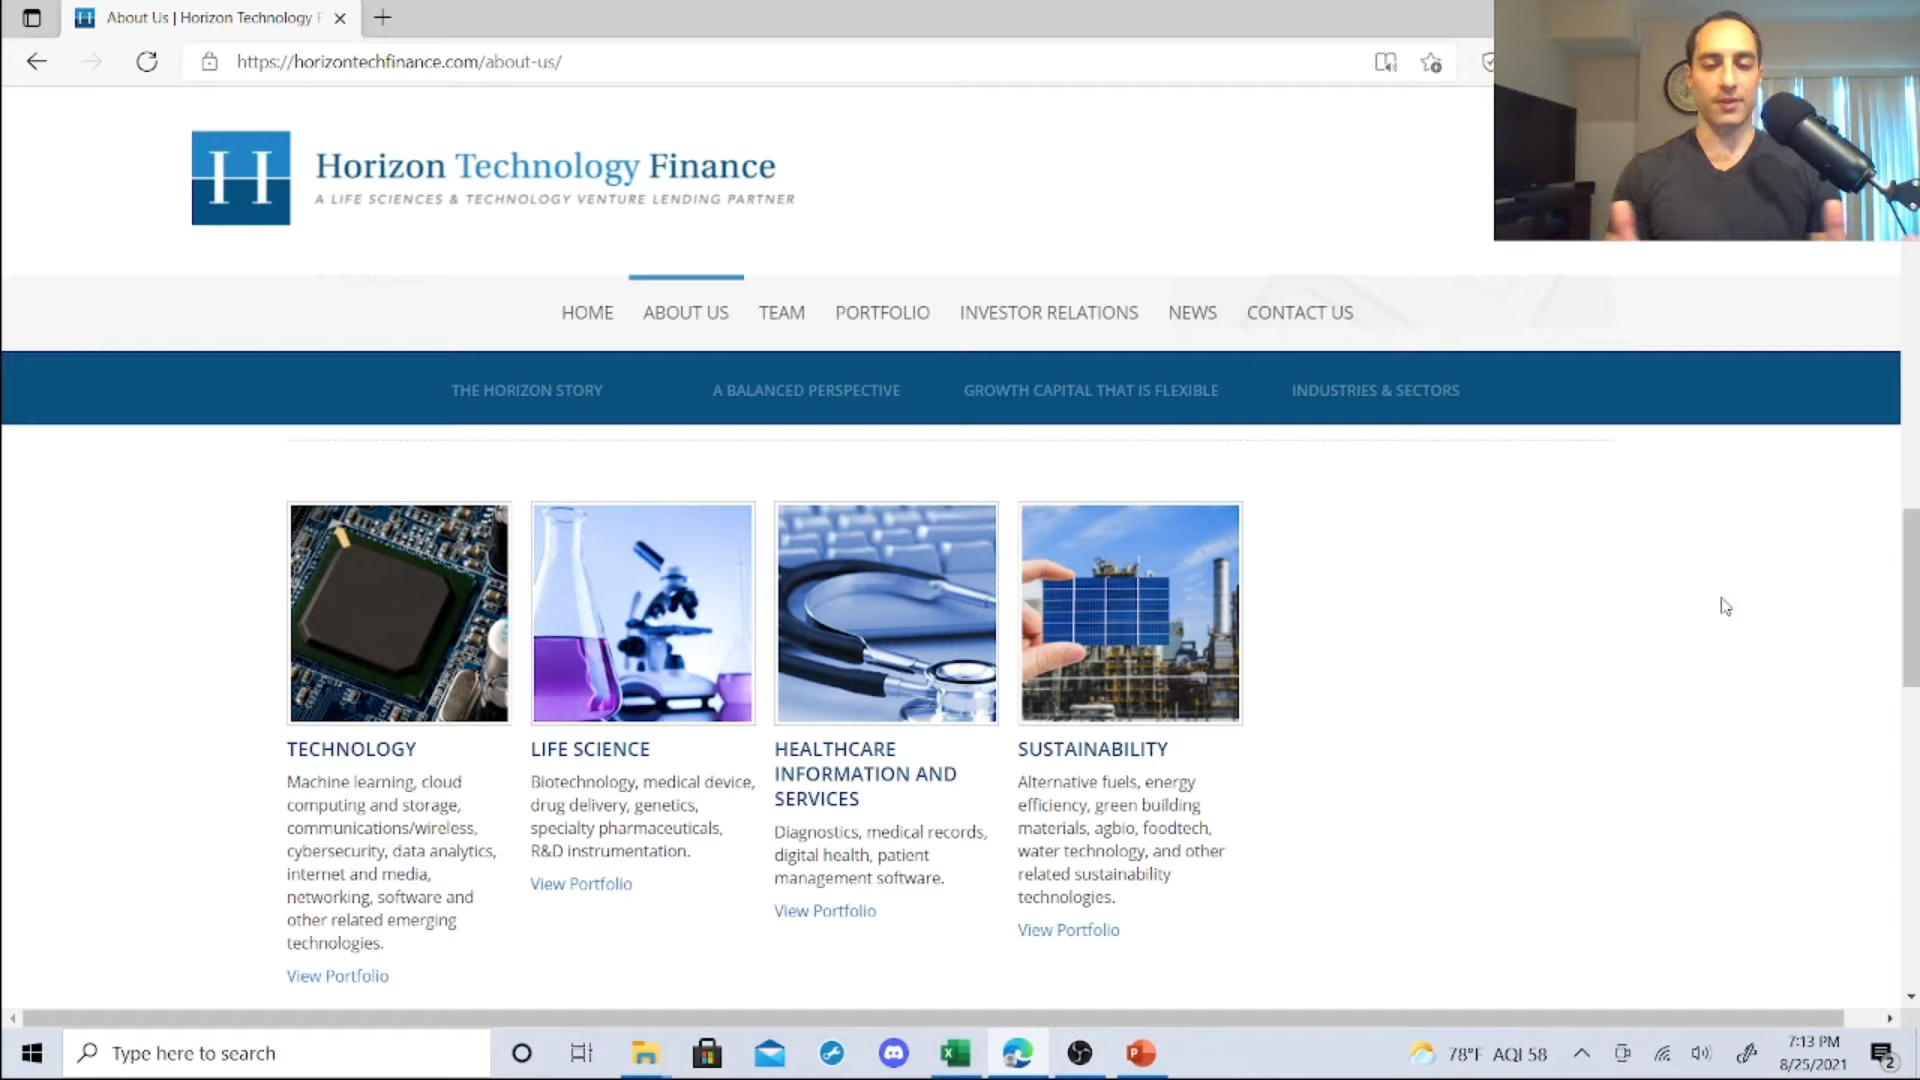 About Us | Horizon Technology F
https://horizontechfinance.com/about-us/
H
Horizon Technology Finance
A LIFE SCIENCES & TECHNOLOGY VENTURE LENDING PARTNER
HOME ABOUT US TEAM PORTFOLIO INVESTOR RELATIONS NEWS CONTACT US
THE HORIZON STORY A BALANCED PERSPECTIVE GROWTH CAPITAL THAT IS FLEXIBLE INDUSTRIES & SECTORS
TECHNOLOGY
Machine learning, cloud
computing and storage,
communications/wireless,
cybersecurity, data analytics,
internet and media,
networking, software and
other related emerging
technologies.
View Portfolio
LIFE SCIENCE
Biotechnology, medical device,
drug delivery, genetics,
specialty pharmaceuticals,
R&D instrumentation.
View Portfolio
HEALTHCARE
INFORMATION AND
SERVICES
Diagnostics, medical records,
digital health, patient
management software.
View Portfolio
SUSTAINABILITY
Alternative fuels, energy
efficiency, green building
materials, agbio, foodtech,
water technology, and other
related sustainability
technologies.
View Portfolio
Type here to search
78°F AQI 58
7:13 PM
8/25/2021
2